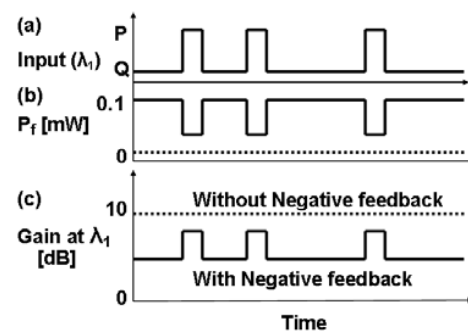 (a)
P
Input (λ₁)
Q
(b)
0.1
P_f [mW]
0
(c)
Without Negative feedback
10
Gain at λ₁
[dB]
With Negative feedback
0
Time